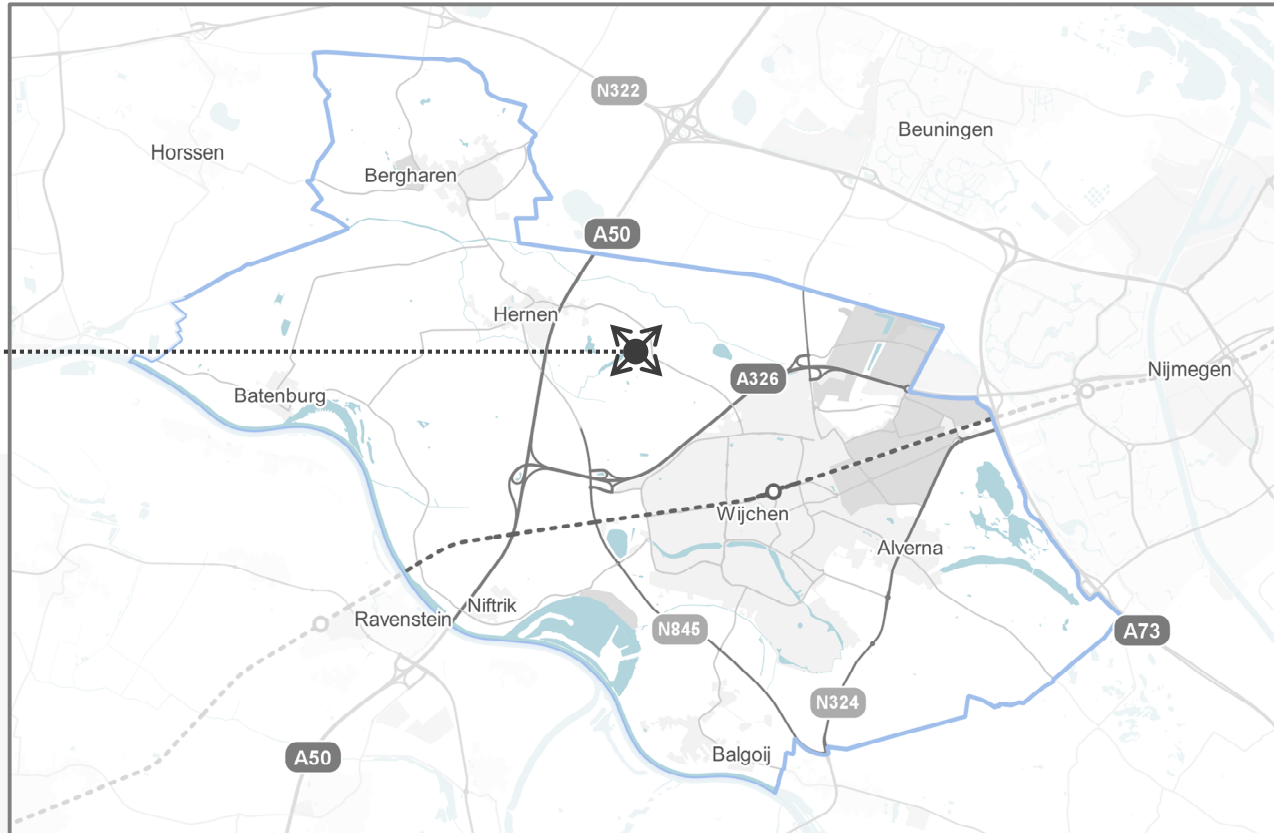 N322
Beuningen
Horssen
Bergharen
A50
Hernen
Nijmegen
A326
Batenburg
Wijchen
Alverna
Niftrik
Ravenstein
N845
A73
N324
Balgoij
A50